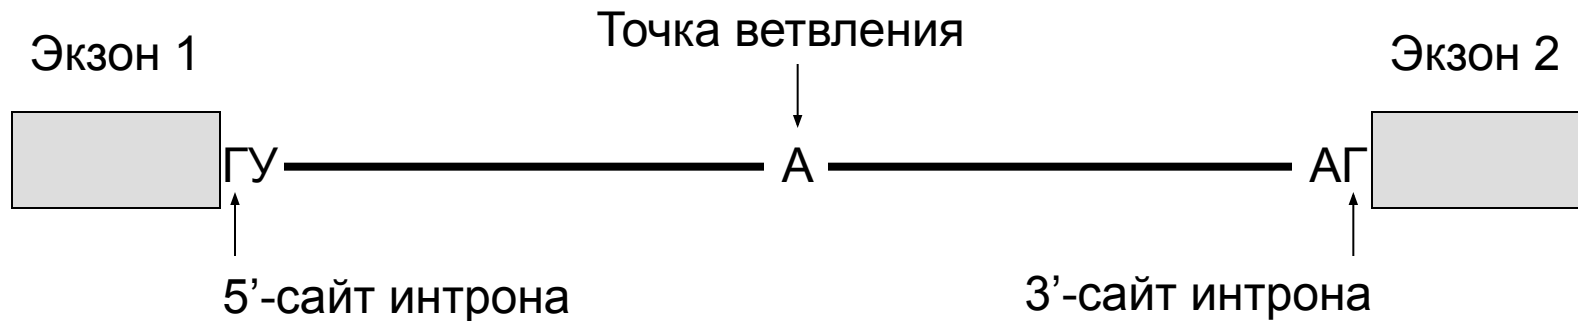 Точка ветвления
Экзон 1
Экзон 2
ГУ
А
АГ
5’-сайт интрона
3’-сайт интрона